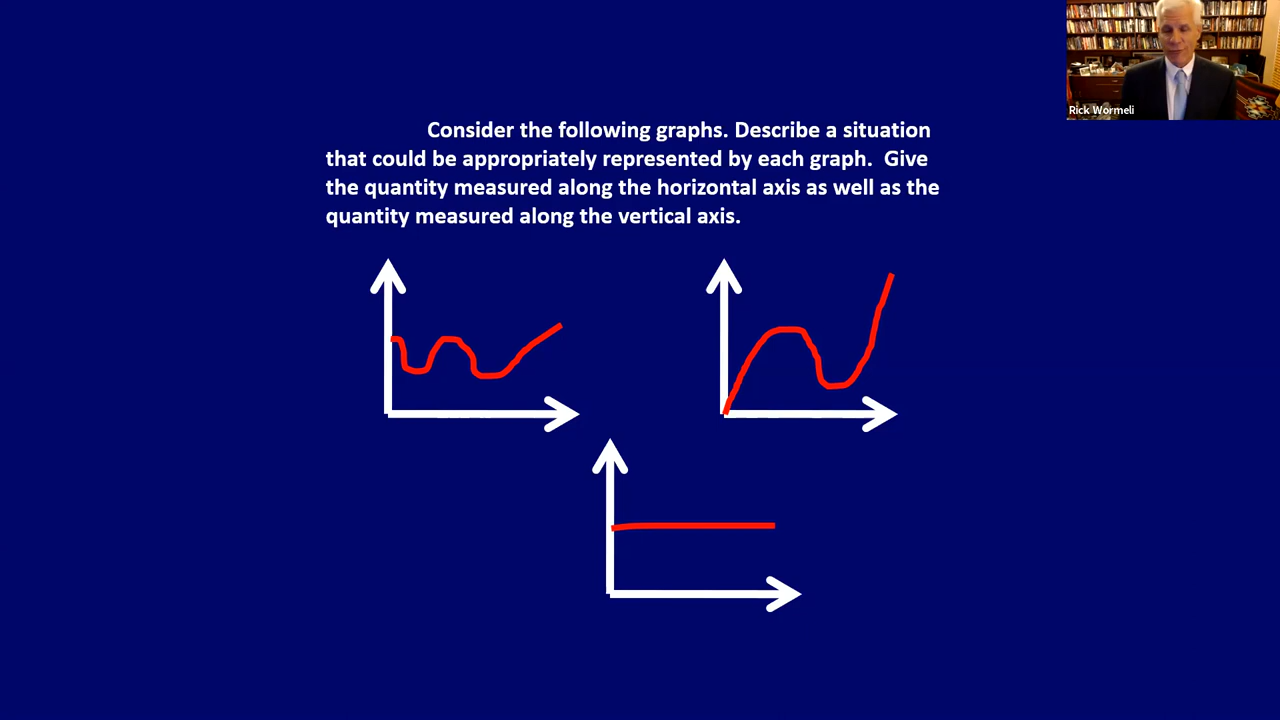 Rick Wormeli
Consider the following graphs. Describe a situation
that could be appropriately represented by each graph.  Give
the quantity measured along the horizontal axis as well as the
quantity measured along the vertical axis.